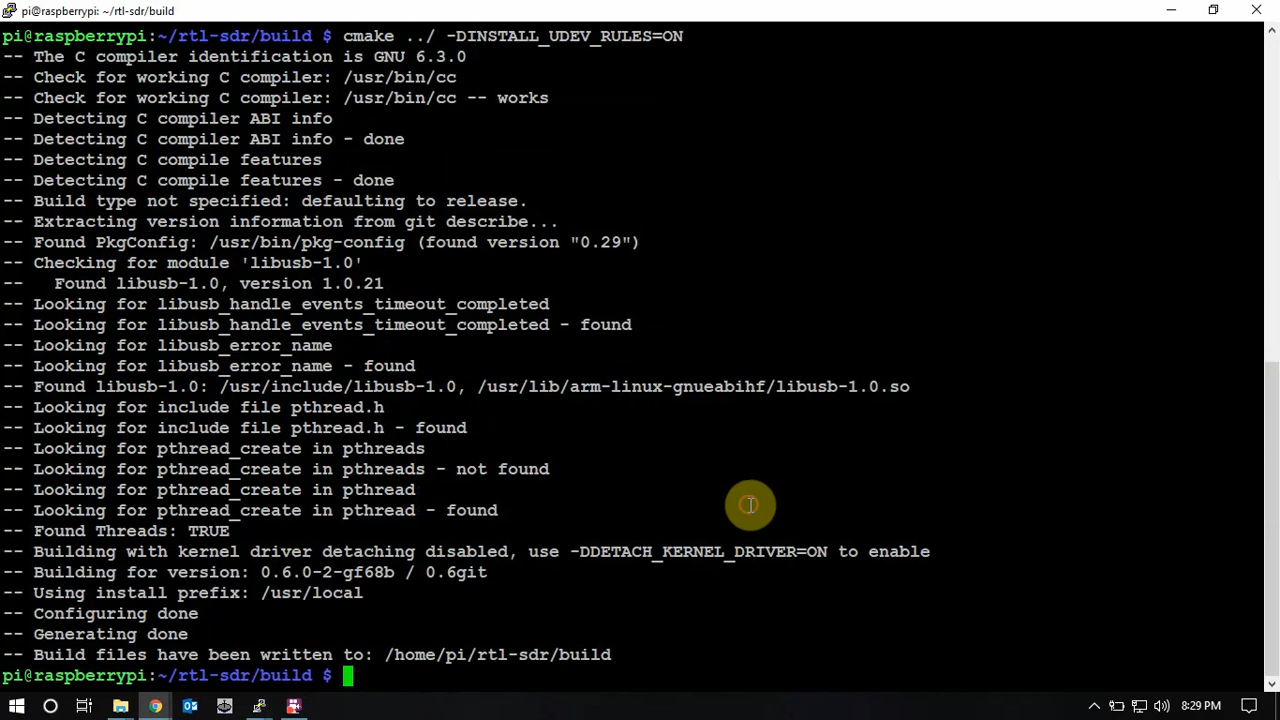 pi@raspberrypi: ~/rtl-sdr/build
pi@raspberrypi:~/rtl-sdr/build $ cmake ../ -DINSTALL_UDEV_RULES=ON
-- The C compiler identification is GNU 6.3.0
-- Check for working C compiler: /usr/bin/cc
-- Check for working C compiler: /usr/bin/cc -- works
-- Detecting C compiler ABI info
-- Detecting C compiler ABI info - done
-- Detecting C compile features
-- Detecting C compile features - done
-- Build type not specified: defaulting to release.
-- Extracting version information from git describe...
-- Found PkgConfig: /usr/bin/pkg-config (found version "0.29")
-- Checking for module 'libusb-1.0'
--   Found libusb-1.0, version 1.0.21
-- Looking for libusb_handle_events_timeout_completed
-- Looking for libusb_handle_events_timeout_completed - found
-- Looking for libusb_error_name
-- Looking for libusb_error_name - found
-- Found libusb-1.0: /usr/include/libusb-1.0, /usr/lib/arm-linux-gnueabihf/libusb-1.0.so
-- Looking for include file pthread.h
-- Looking for include file pthread.h - found
-- Looking for pthread_create in pthreads
-- Looking for pthread_create in pthreads - not found
-- Looking for pthread_create in pthread
-- Looking for pthread_create in pthread - found
-- Found Threads: TRUE
-- Building with kernel driver detaching disabled, use -DDETACH_KERNEL_DRIVER=ON to enable
-- Building for version: 0.6.0-2-gf68b / 0.6git
-- Using install prefix: /usr/local
-- Configuring done
-- Generating done
-- Build files have been written to: /home/pi/rtl-sdr/build
pi@raspberrypi:~/rtl-sdr/build $
8:29 PM